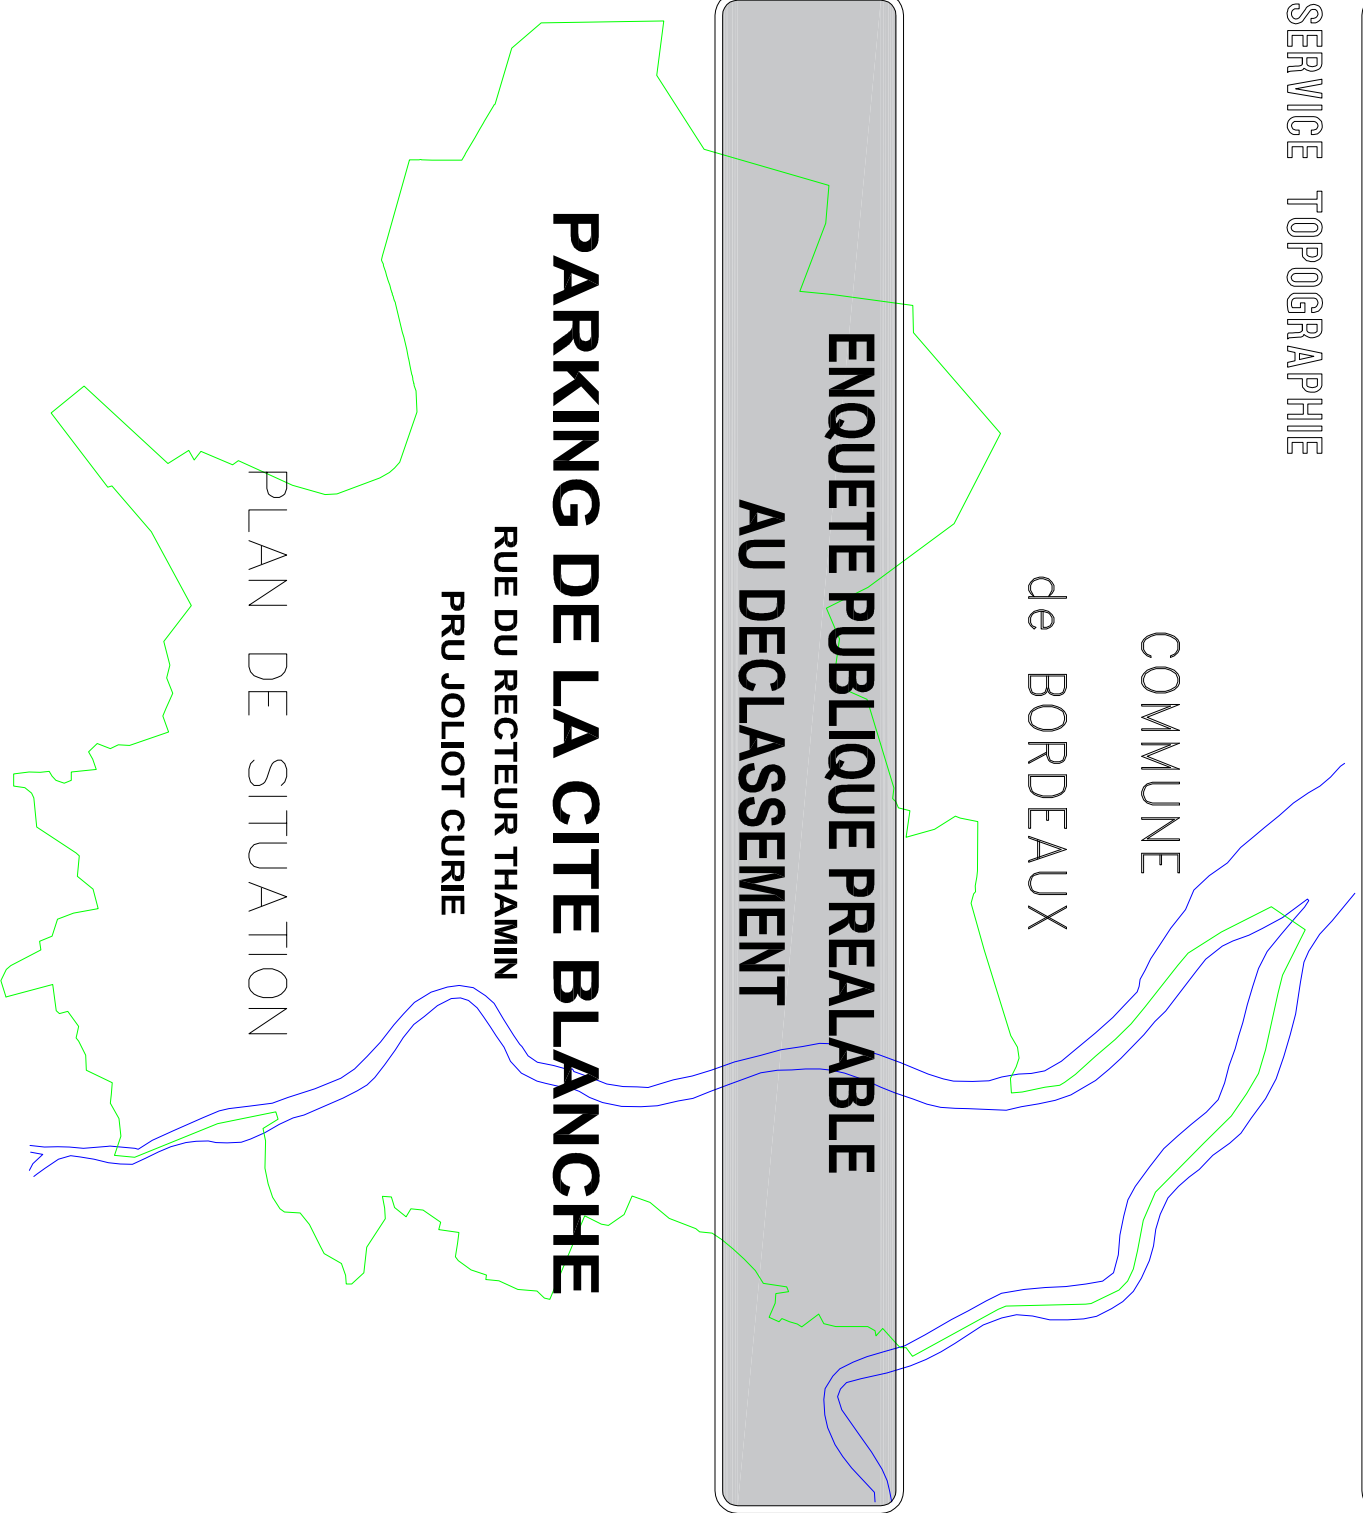 SERVICE TOPOGRAPHIE
COMMUNE
de BORDEAUX
ENQUETE PUBLIQUE PREALABLE
AU DECLASSEMENT
PARKING DE LA CITE BLANCHE
RUE DU RECTEUR THAMIN
PRU JOLIOT CURIE
PLAN DE SITUATION